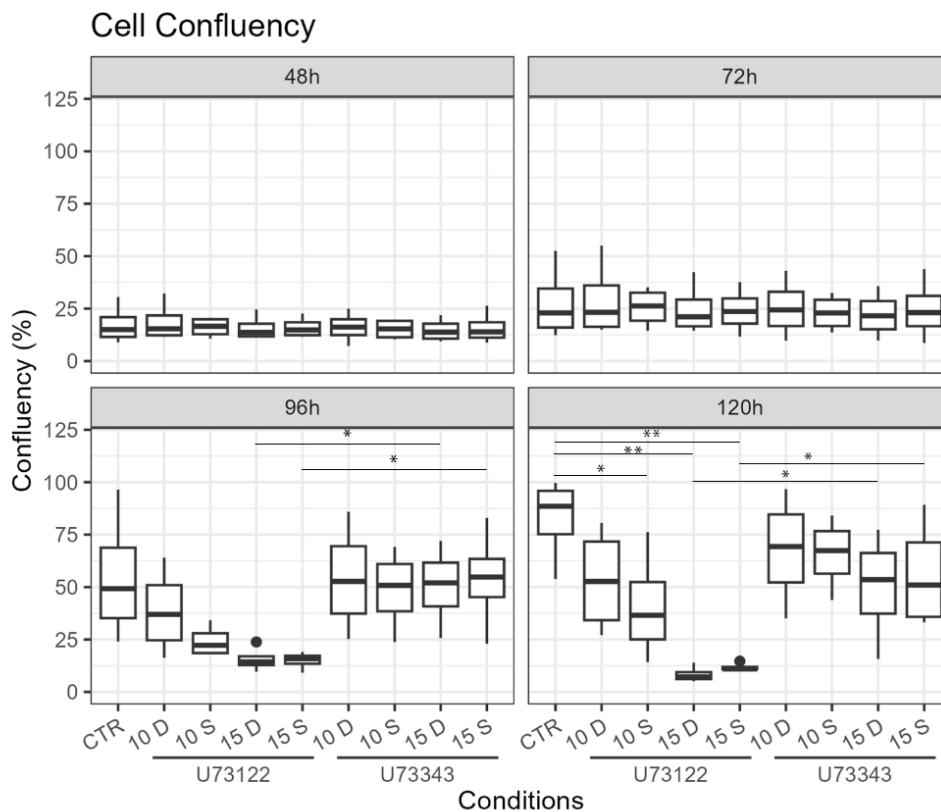 Cell Confluency
48h
72h
125
100
75
50
25
0
Confluency (%)
96h
120h
125
100
75
50
25
0
*
*
**
**
*
*
*
CTR 10 D 10 S 15 D 15 S 10 D 10 S 15 D 15 S
U73122 U73343
CTR 10 D 10 S 15 D 15 S 10 D 10 S 15 D 15 S
U73122 U73343
Conditions